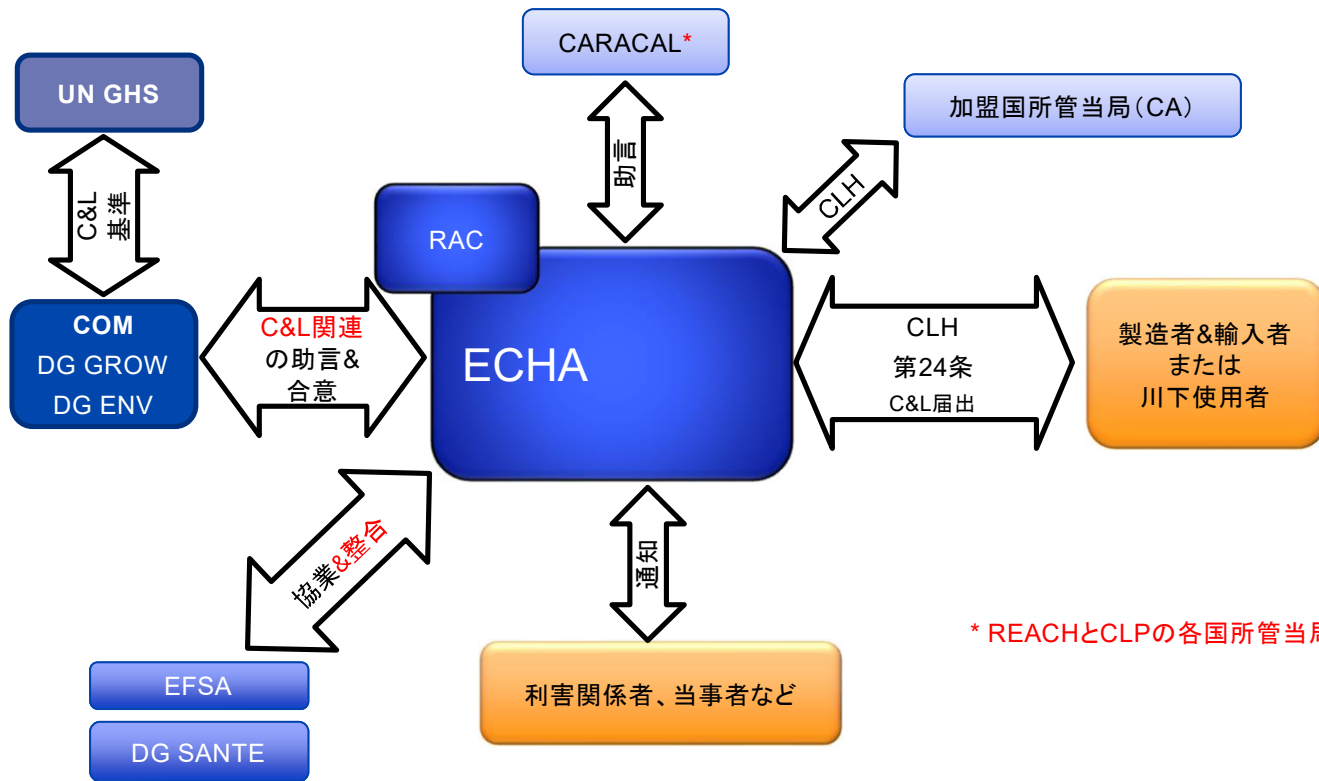 CARACAL*
UN GHS
加盟国所管当局(CA)
助言
CLH
C&L
基準
RAC
COM
DG GROW
DG ENV
C&L関連
の助言&
合意
ECHA
CLH
第24条
C&L届出
製造者&輸入者
または
川下使用者
協業&整合
通知
* REACHとCLPの各国所管当
EFSA
DG SANTE
利害関係者、当事者など